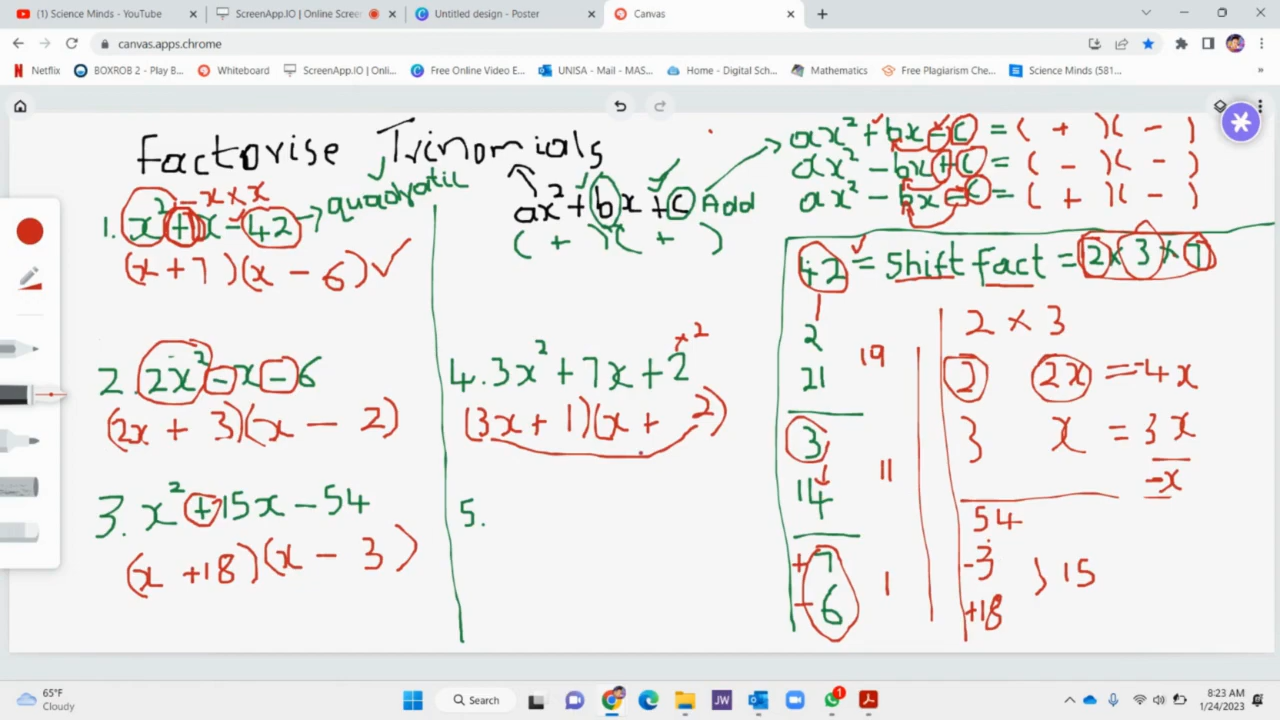 (1) Science Minds - YouTube
ScreenApp.IO | Online Screer
Untitled design - Poster
Canvas
canvas.apps.chrome
Netflix
BOXROB 2 - Play B...
Whiteboard
ScreenApp.IO | Onli...
Free Online Video E...
UNISA - Mail - MAS...
Home - Digital Sch...
Mathematics
Free Plagiarism Che...
Science Minds (581...
»
Factorise Trinomials
quadratic
ax² + bx + c Add
( + )( + )
ax² + bx - c = ( + )( - )
ax² - bx + c = ( - )( - )
ax² - bx - c = ( + )( - )
- x × x
1. x² + x - 42
(x + 7)(x - 6) ✓
2. 2x² - x - 6
(2x + 3)(x - 2)
3. x² + 15x - 54
(x + 18)(x - 3)
× 2
4. 3x² + 7x + 2
(3x + 1)(x + 2)
5.
42 = Shift fact = 2 × 3 × 7
2
21
19
3
14
11
+7
-6
1
2 × 3
2 2x = -4x
3 x = 3x
-x
54
-3
+18
> 15
65°F
Cloudy
Search
JW
1
8:23 AM
1/24/2023